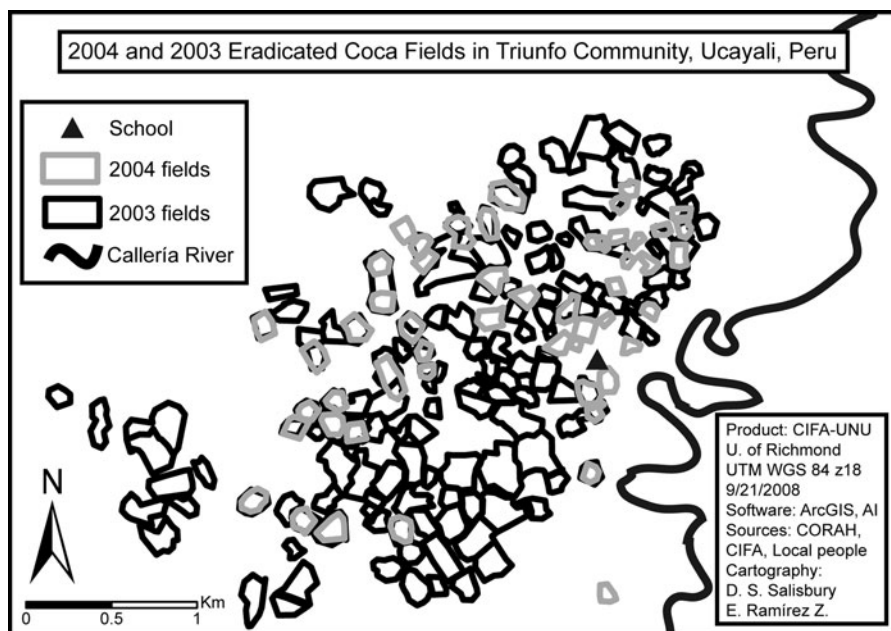 2004 and 2003 Eradicated Coca Fields in Triunfo Community, Ucayali, Peru
School
2004 fields
2003 fields
Callería River
N
Km
0 0.5 1
Product: CIFA-UNU
U. of Richmond
UTM WGS 84 z18
9/21/2008
Software: ArcGIS, AI
Sources: CORAH,
CIFA, Local people
Cartography:
D. S. Salisbury
E. Ramírez Z.